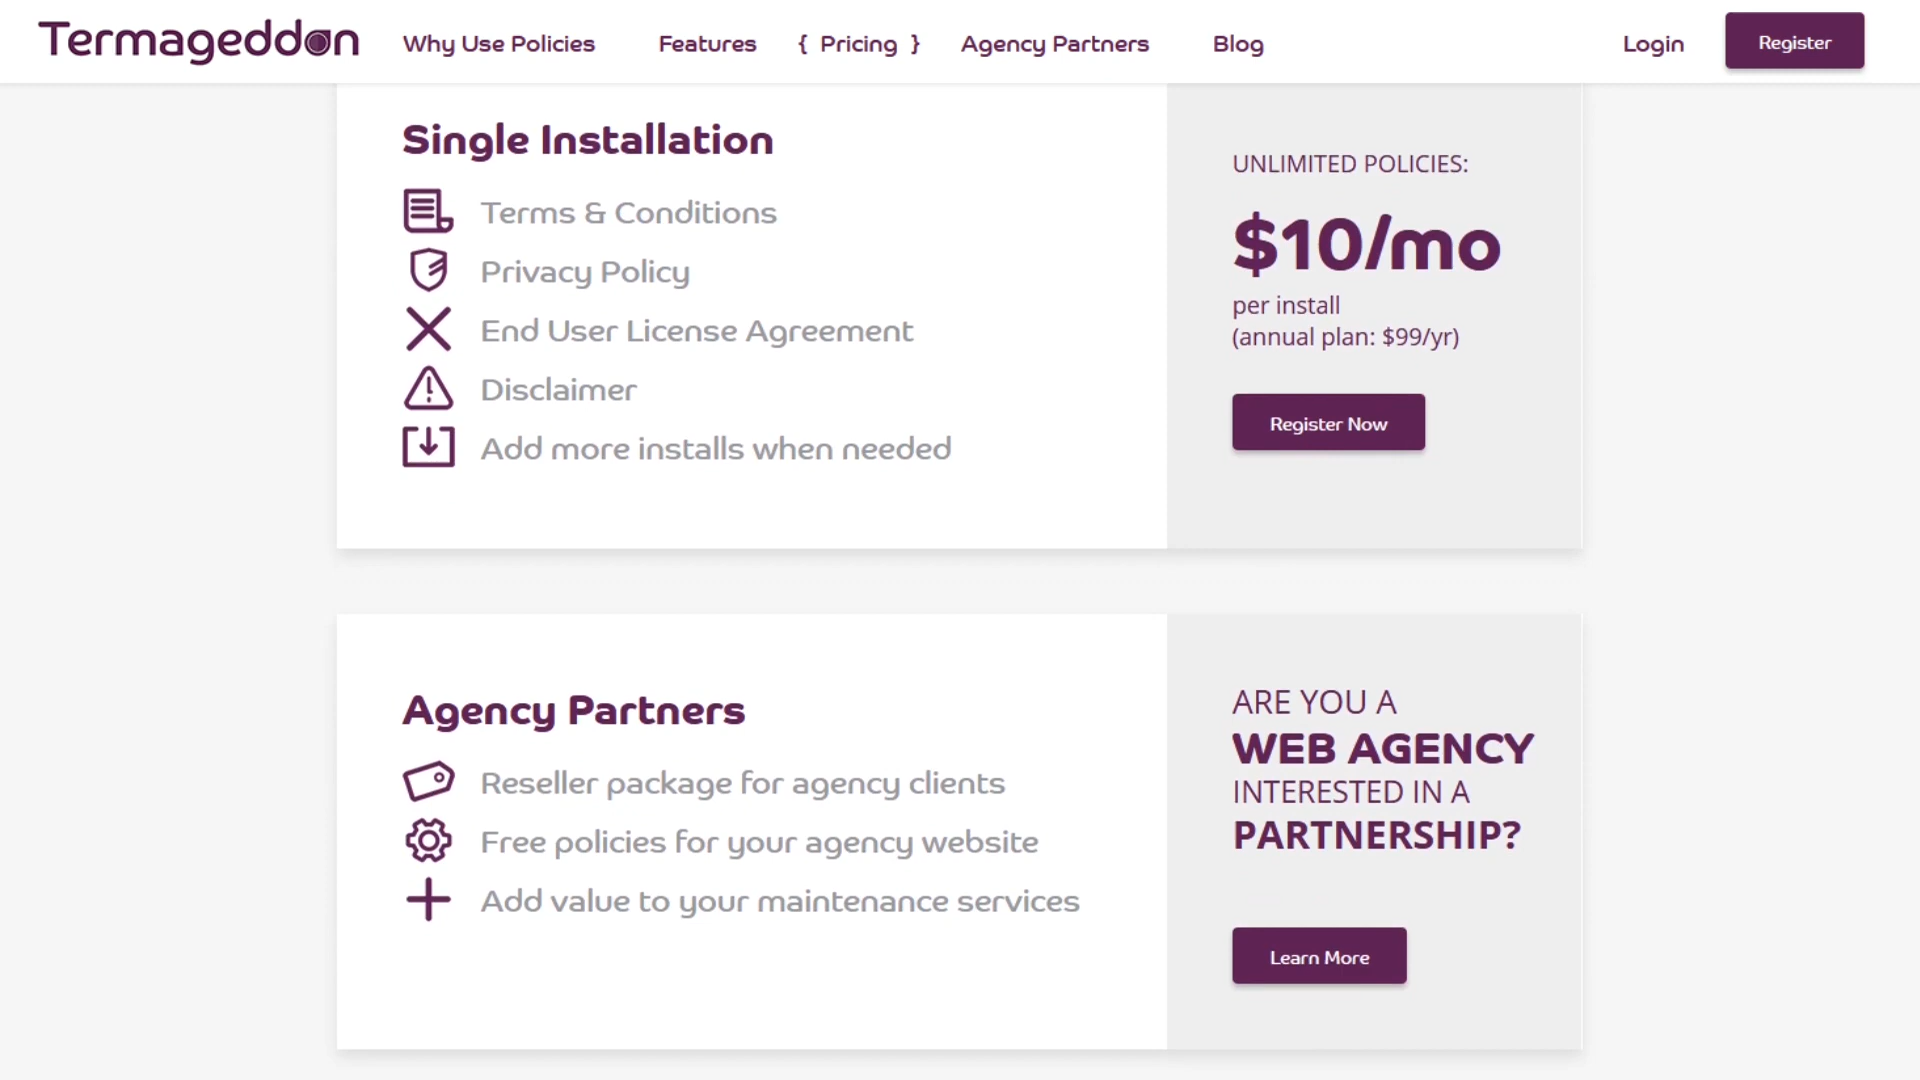 Termageddon
Why Use Policies
Features
{ Pricing }
Agency Partners
Blog
Login
Register
Single Installation
Terms & Conditions
Privacy Policy
End User License Agreement
Disclaimer
Add more installs when needed
UNLIMITED POLICIES:
$10/mo
per install
(annual plan: $99/yr)
Register Now
Agency Partners
Reseller package for agency clients
Free policies for your agency website
Add value to your maintenance services
ARE YOU A
WEB AGENCY
INTERESTED IN A
PARTNERSHIP?
Learn More